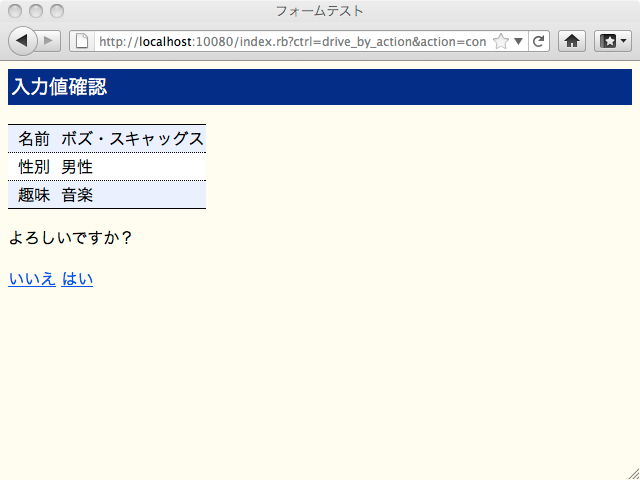 フォームテスト
http://localhost:10080/index.rb?ctrl=drive_by_action&action=con
入力値確認
名前 ボズ・スキャッグス
性別 男性
趣味 音楽
よろしいですか？
いいえ はい